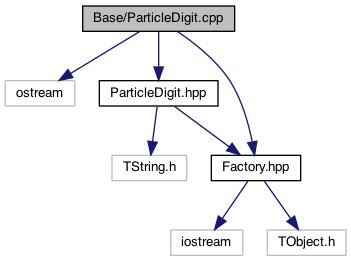 Base/ParticleDigit.cpp
ostream
ParticleDigit.hpp
TString.h
Factory.hpp
iostream
TObject.h